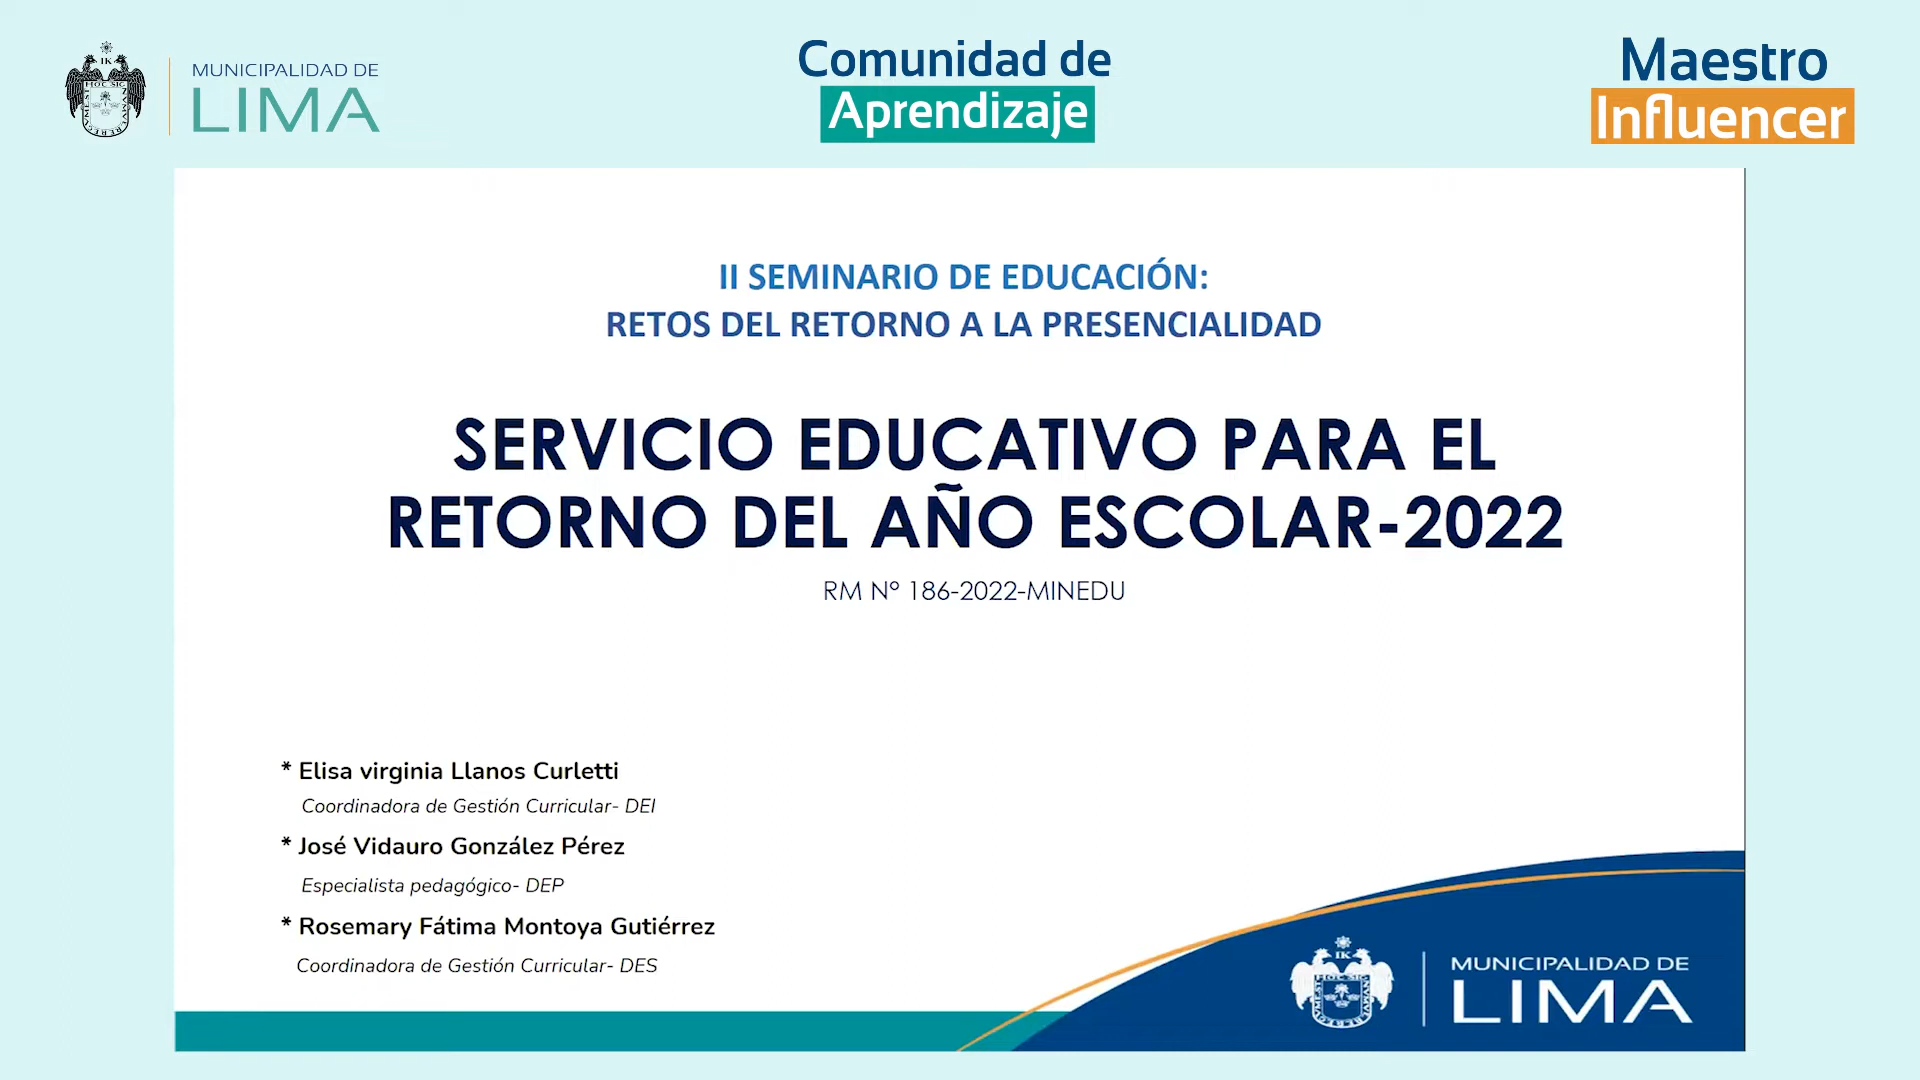 MUNICIPALIDAD DE
LIMA
Comunidad de
Aprendizaje
Maestro
Influencer
II SEMINARIO DE EDUCACIÓN:
RETOS DEL RETORNO A LA PRESENCIALIDAD
SERVICIO EDUCATIVO PARA EL
RETORNO DEL AÑO ESCOLAR-2022
RM Nº 186-2022-MINEDU
* Elisa virginia Llanos Curletti
Coordinadora de Gestión Curricular- DEI
* José Vidauro González Pérez
Especialista pedagógico- DEP
* Rosemary Fátima Montoya Gutiérrez
Coordinadora de Gestión Curricular- DES
MUNICIPALIDAD DE
LIMA